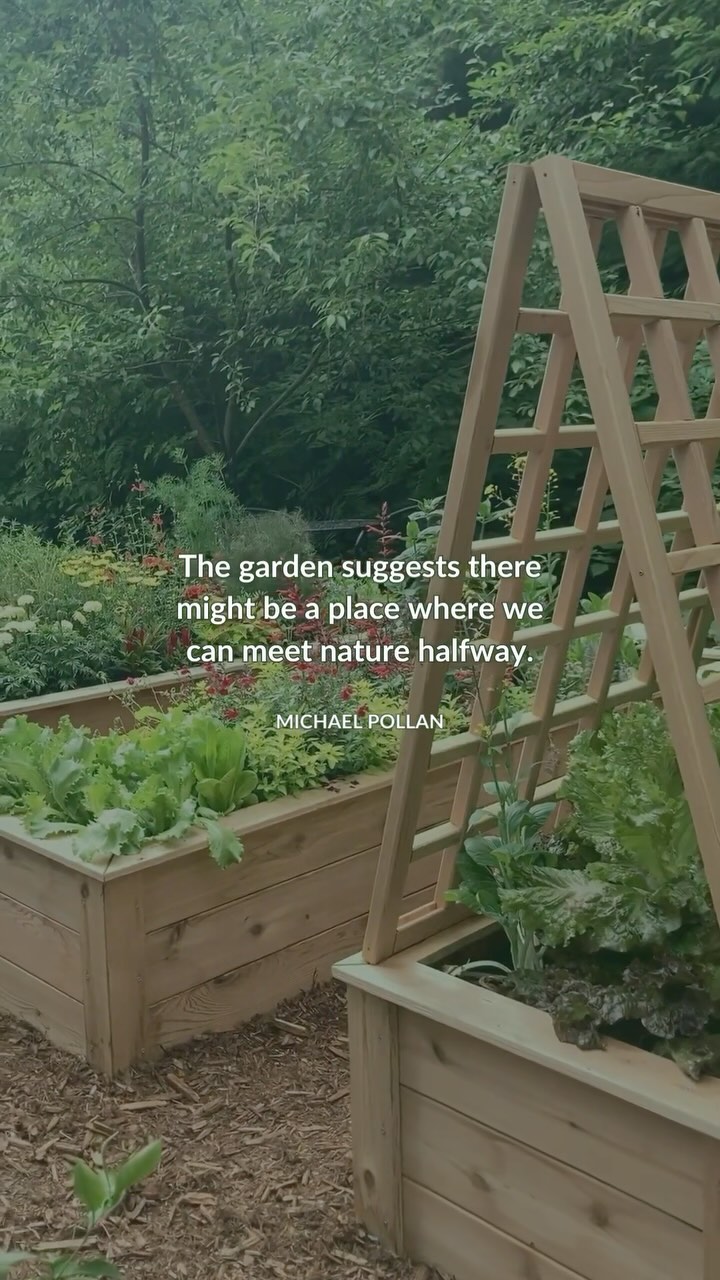 The garden suggests there
might be a place where we
can meet nature halfway.
MICHAEL POLLAN